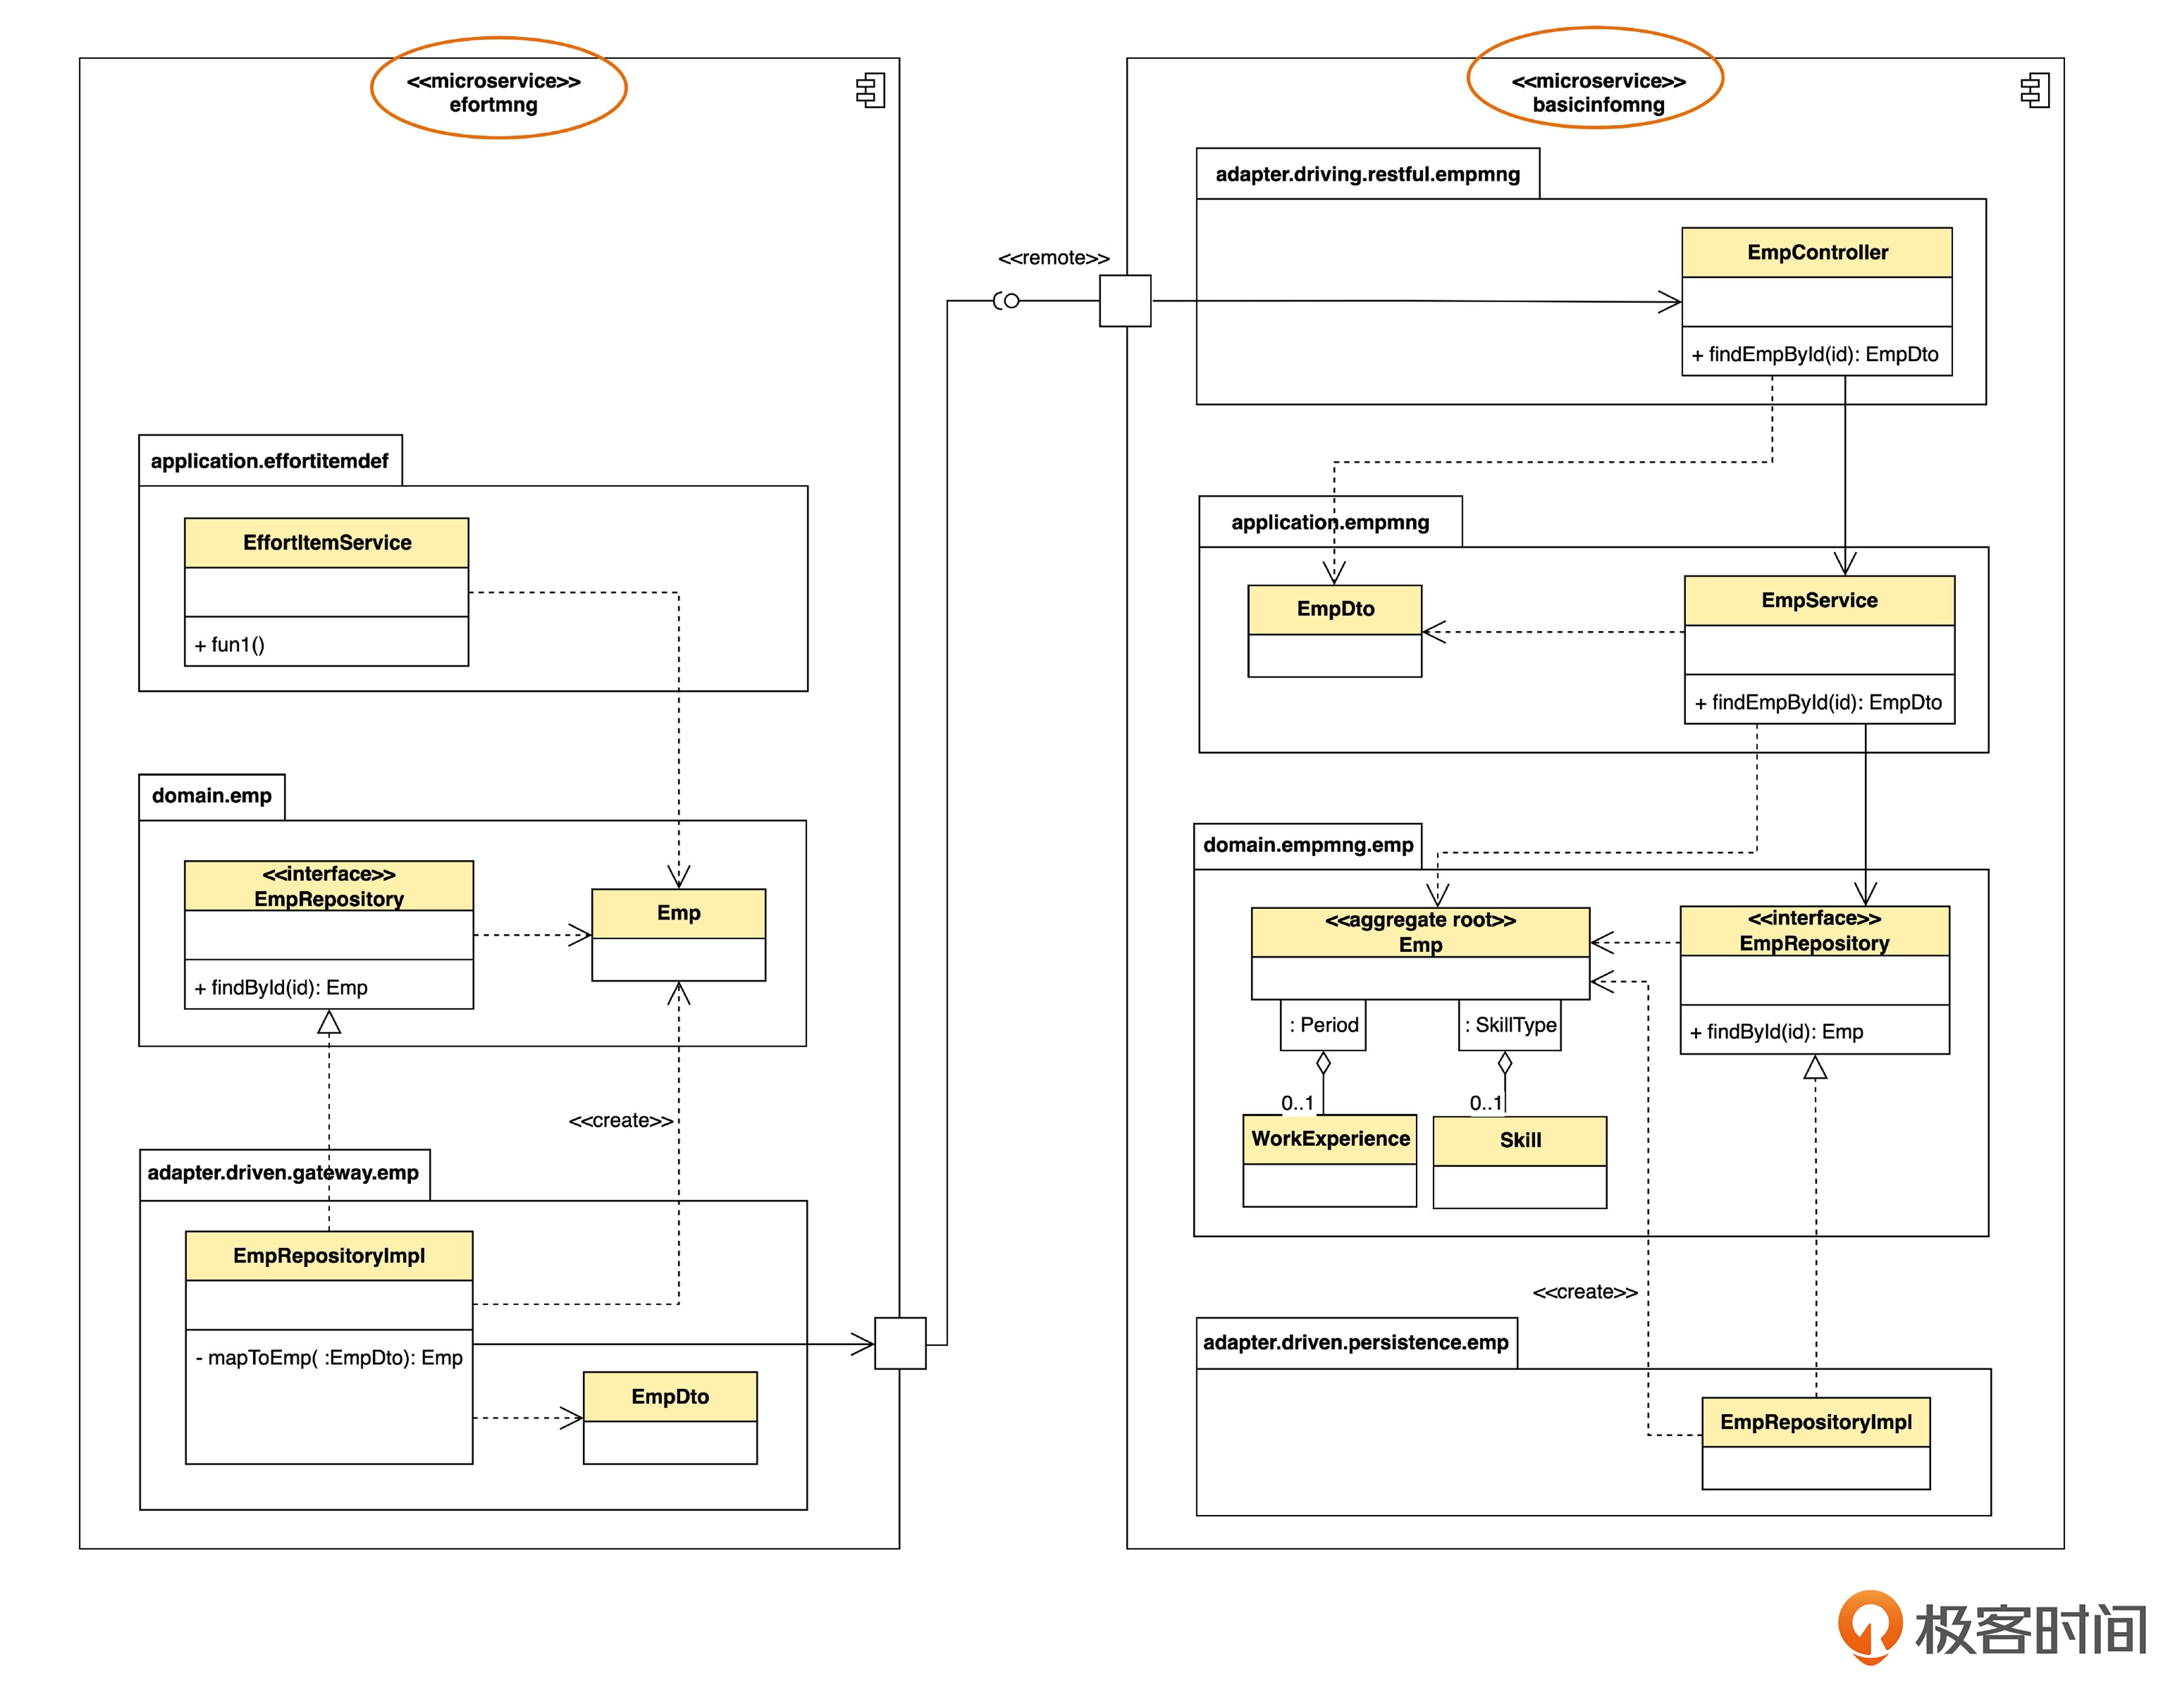 <<microservice>>
efortmng
application.effortitemdef
EffortItemService
+ fun1()
domain.emp
<<interface>>
EmpRepository
+ findById(id): Emp
Emp
<<create>>
adapter.driven.gateway.emp
EmpRepositoryImpl
- mapToEmp( :EmpDto): Emp
EmpDto
<<remote>>
<<microservice>>
basicinfomng
adapter.driving.restful.empmng
EmpController
+ findEmpById(id): EmpDto
application.empmng
EmpDto
EmpService
+ findEmpById(id): EmpDto
domain.empmng.emp
<<aggregate root>>
Emp
: Period
: SkillType
0..1
0..1
WorkExperience
Skill
<<interface>>
EmpRepository
+ findById(id): Emp
<<create>>
adapter.driven.persistence.emp
EmpRepositoryImpl
极客时间